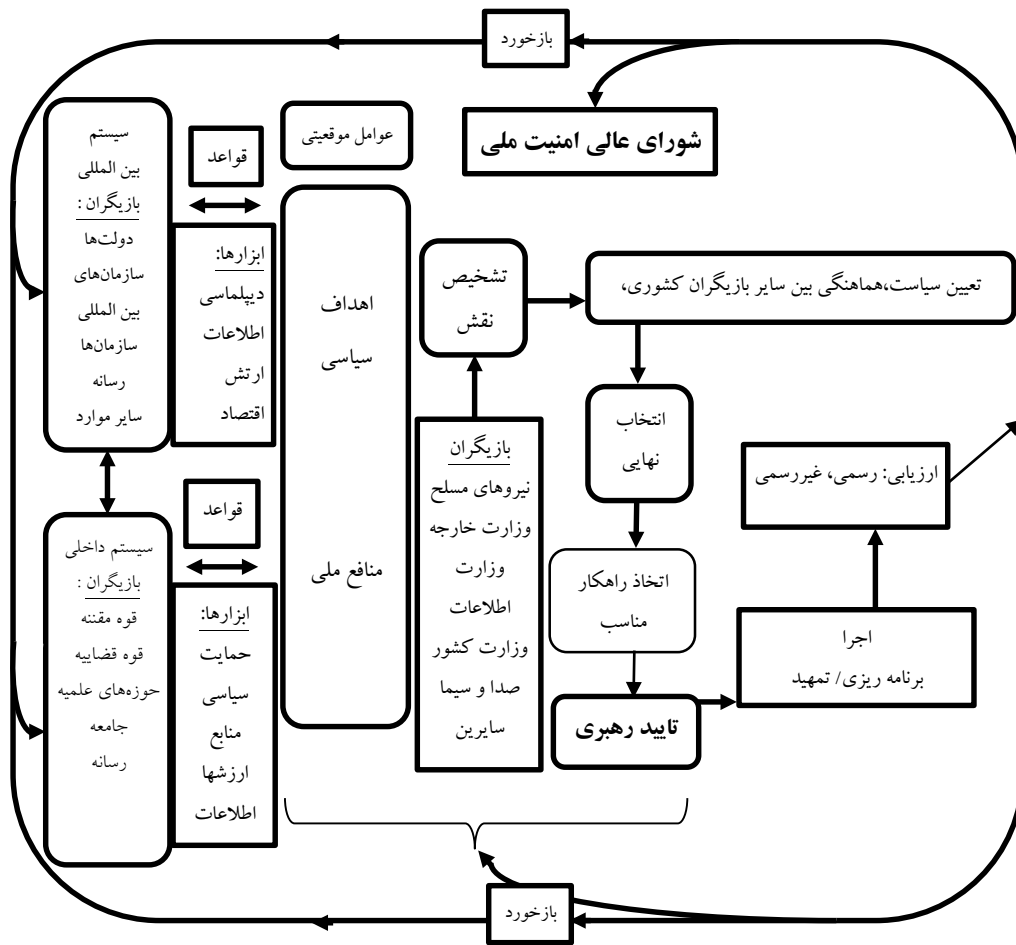 بازخورد
شورای عالی امنیت ملی
عوامل موقعیتی
قواعد
سیستم
بین المللی
بازیگران :
دولت‌ها
سازمان‌های
بین المللی
سازمان‌ها
رسانه
سایر موارد
ابزارها:
دیپلماسی
اطلاعات
ارتش
اقتصاد
اهداف
سیاسی
منافع ملی
تشخیص
نقش
تعیین سیاست،هماهنگی بین سایر بازیگران کشوری،
انتخاب
نهایی
بازیگران
نیروهای مسلح
وزارت خارجه
وزارت
اطلاعات
وزارت کشور
صدا و سیما
سایرین
ارزیابی: رسمی، غیررسمی
قواعد
سیستم داخلی
بازیگران :
قوه مقننه
قوه قضاییه
حوزه‌های علمیه
جامعه
رسانه
ابزارها:
حمایت
سیاسی
منابع
ارزشها
اطلاعات
اتخاذ راهکار
مناسب
تایید رهبری
اجرا
برنامه ریزی/ تمهید
بازخورد